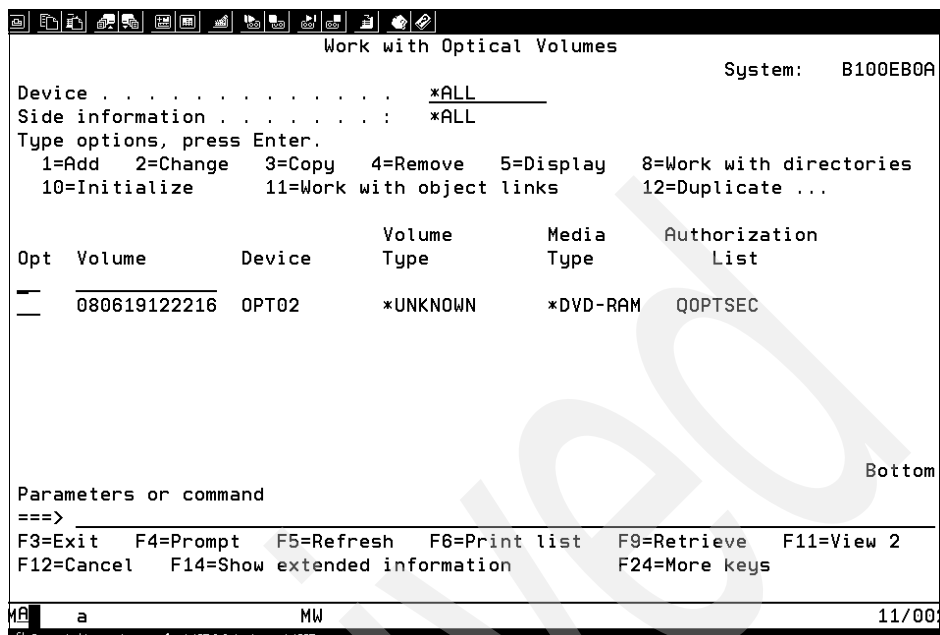 Work with Optical Volumes
System: B100EB0A
Device . . . . . . . . . . . . . *ALL
Side information . . . . . . . : *ALL
Type options, press Enter.
1=Add 2=Change 3=Copy 4=Remove 5=Display 8=Work with directories
10=Initialize 11=Work with object links 12=Duplicate ...
Volume Media Authorization
Opt Volume Device Type Type List
080619122216 OPT02 *UNKNOWN *DVD-RAM QOPTSEC
Bottom
Parameters or command
===>
F3=Exit F4=Prompt F5=Refresh F6=Print list F9=Retrieve F11=View 2
F12=Cancel F14=Show extended information F24=More keys
MA a MW 11/002